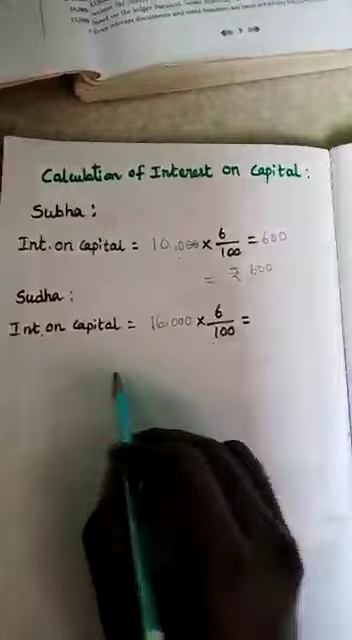 Calculation of Interest on Capital:
Subha:
Int. on Capital = 10,000 × 6/100 = 600
= ₹ 600
Sudha:
Int. on Capital = 16,000 × 6/100 =